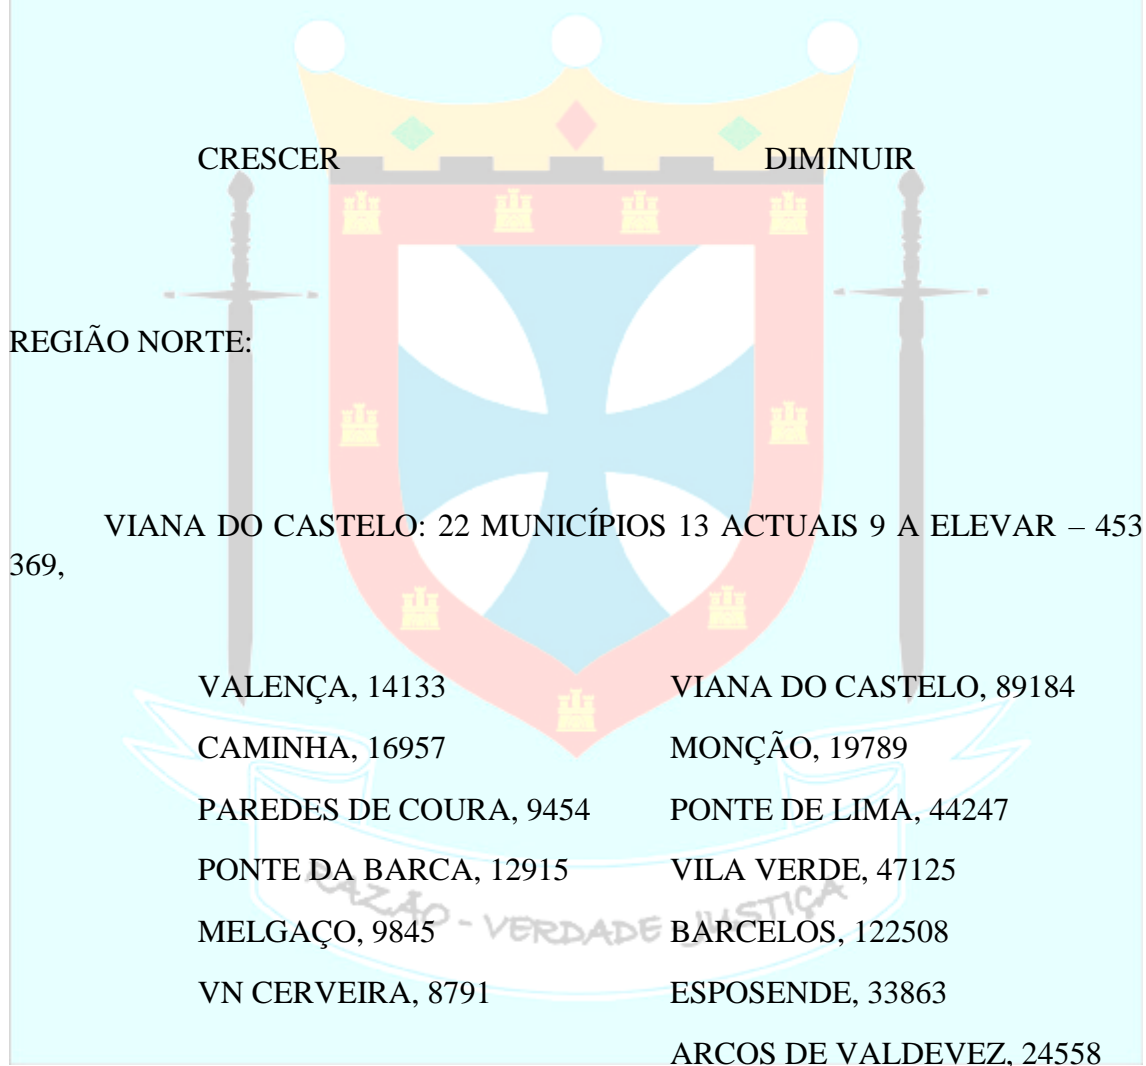 CRESCER DIMINUIR
REGIÃO NORTE:
VIANA DO CASTELO: 22 MUNICÍPIOS 13 ACTUAIS 9 A ELEVAR – 453
369,
VALENÇA, 14133 VIANA DO CASTELO, 89184
CAMINHA, 16957 MONÇÃO, 19789
PAREDES DE COURA, 9454 PONTE DE LIMA, 44247
PONTE DA BARCA, 12915 VILA VERDE, 47125
MELGAÇO, 9845 BARCELOS, 122508
VN CERVEIRA, 8791 ESPOSENDE, 33863
ARCOS DE VALDEVEZ, 24558
RAZÃO - VERDADE JUSTIÇA